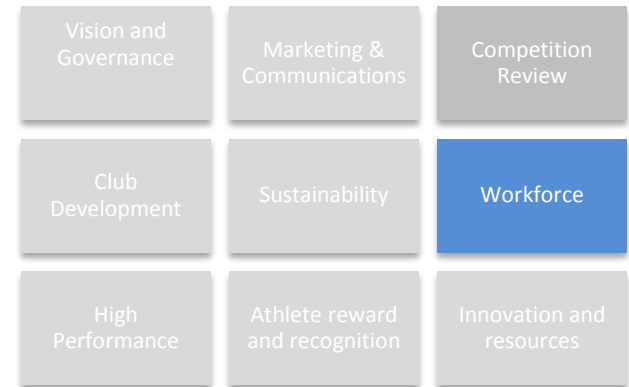 Vision and
Governance
Marketing &
Communications
Competition
Review
Club
Development
Sustainability
Workforce
High
Performance
Athlete reward
and recognition
Innovation and
resources